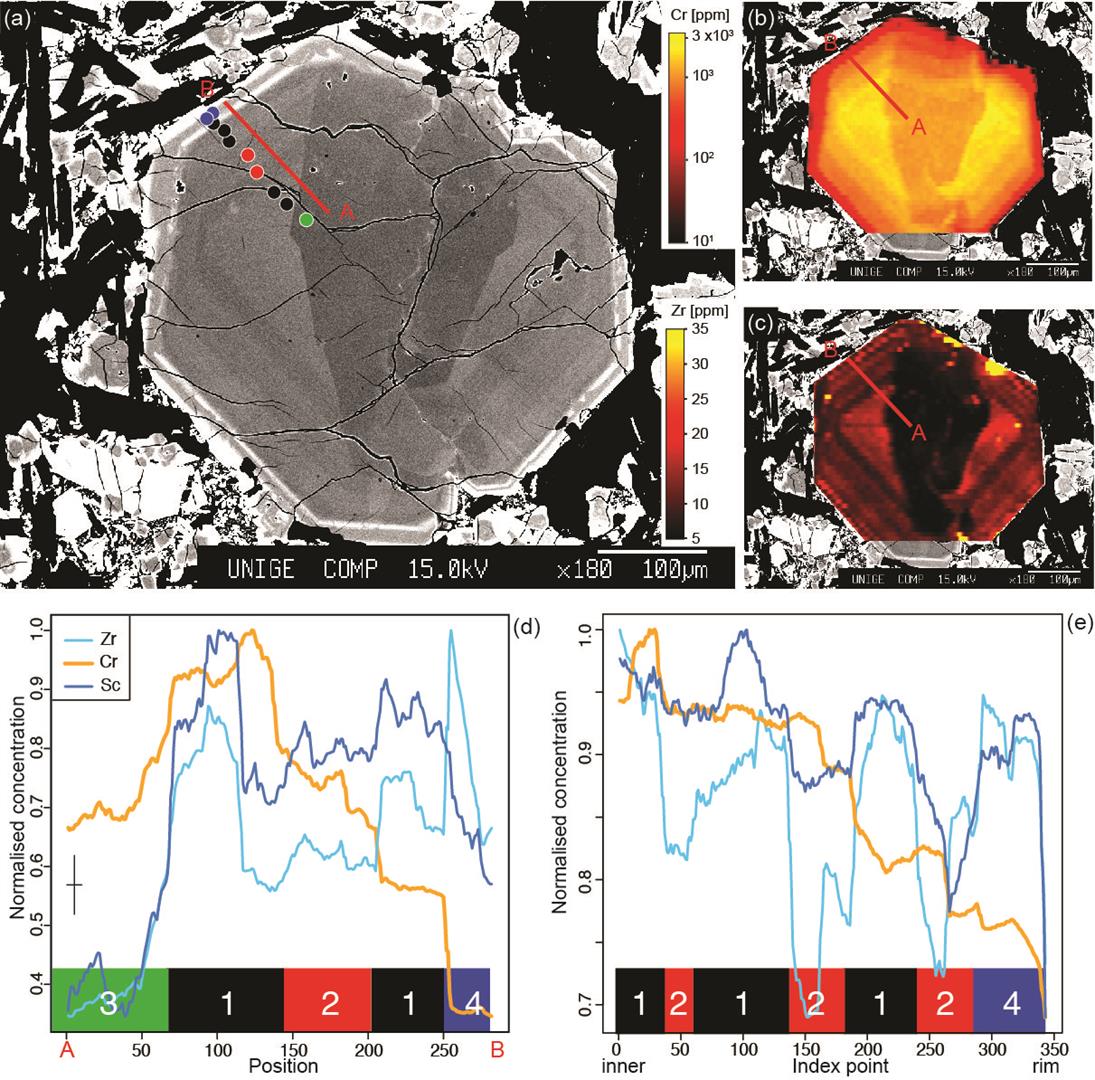 (a)
B
A
UNIGE COMP 15.0kV ×180 100µm
Cr [ppm]
3 x10³
10³
10²
10¹
Zr [ppm]
35
30
25
20
15
10
5
(b)
B
A
UNIGE COMP 15.0kV ×180 100µm
(c)
B
A
UNIGE COMP 15.0kV ×180 100µm
(d)
Zr
Cr
Sc
Normalised concentration
1.0
0.9
0.8
0.7
0.6
0.5
0.4
3 1 2 1 4
50 100 150 200 250
A Position B
(e)
Normalised concentration
1.0
0.9
0.8
0.7
1 2 1 2 1 2 4
0 50 100 150 200 250 300 350
inner Index point rim